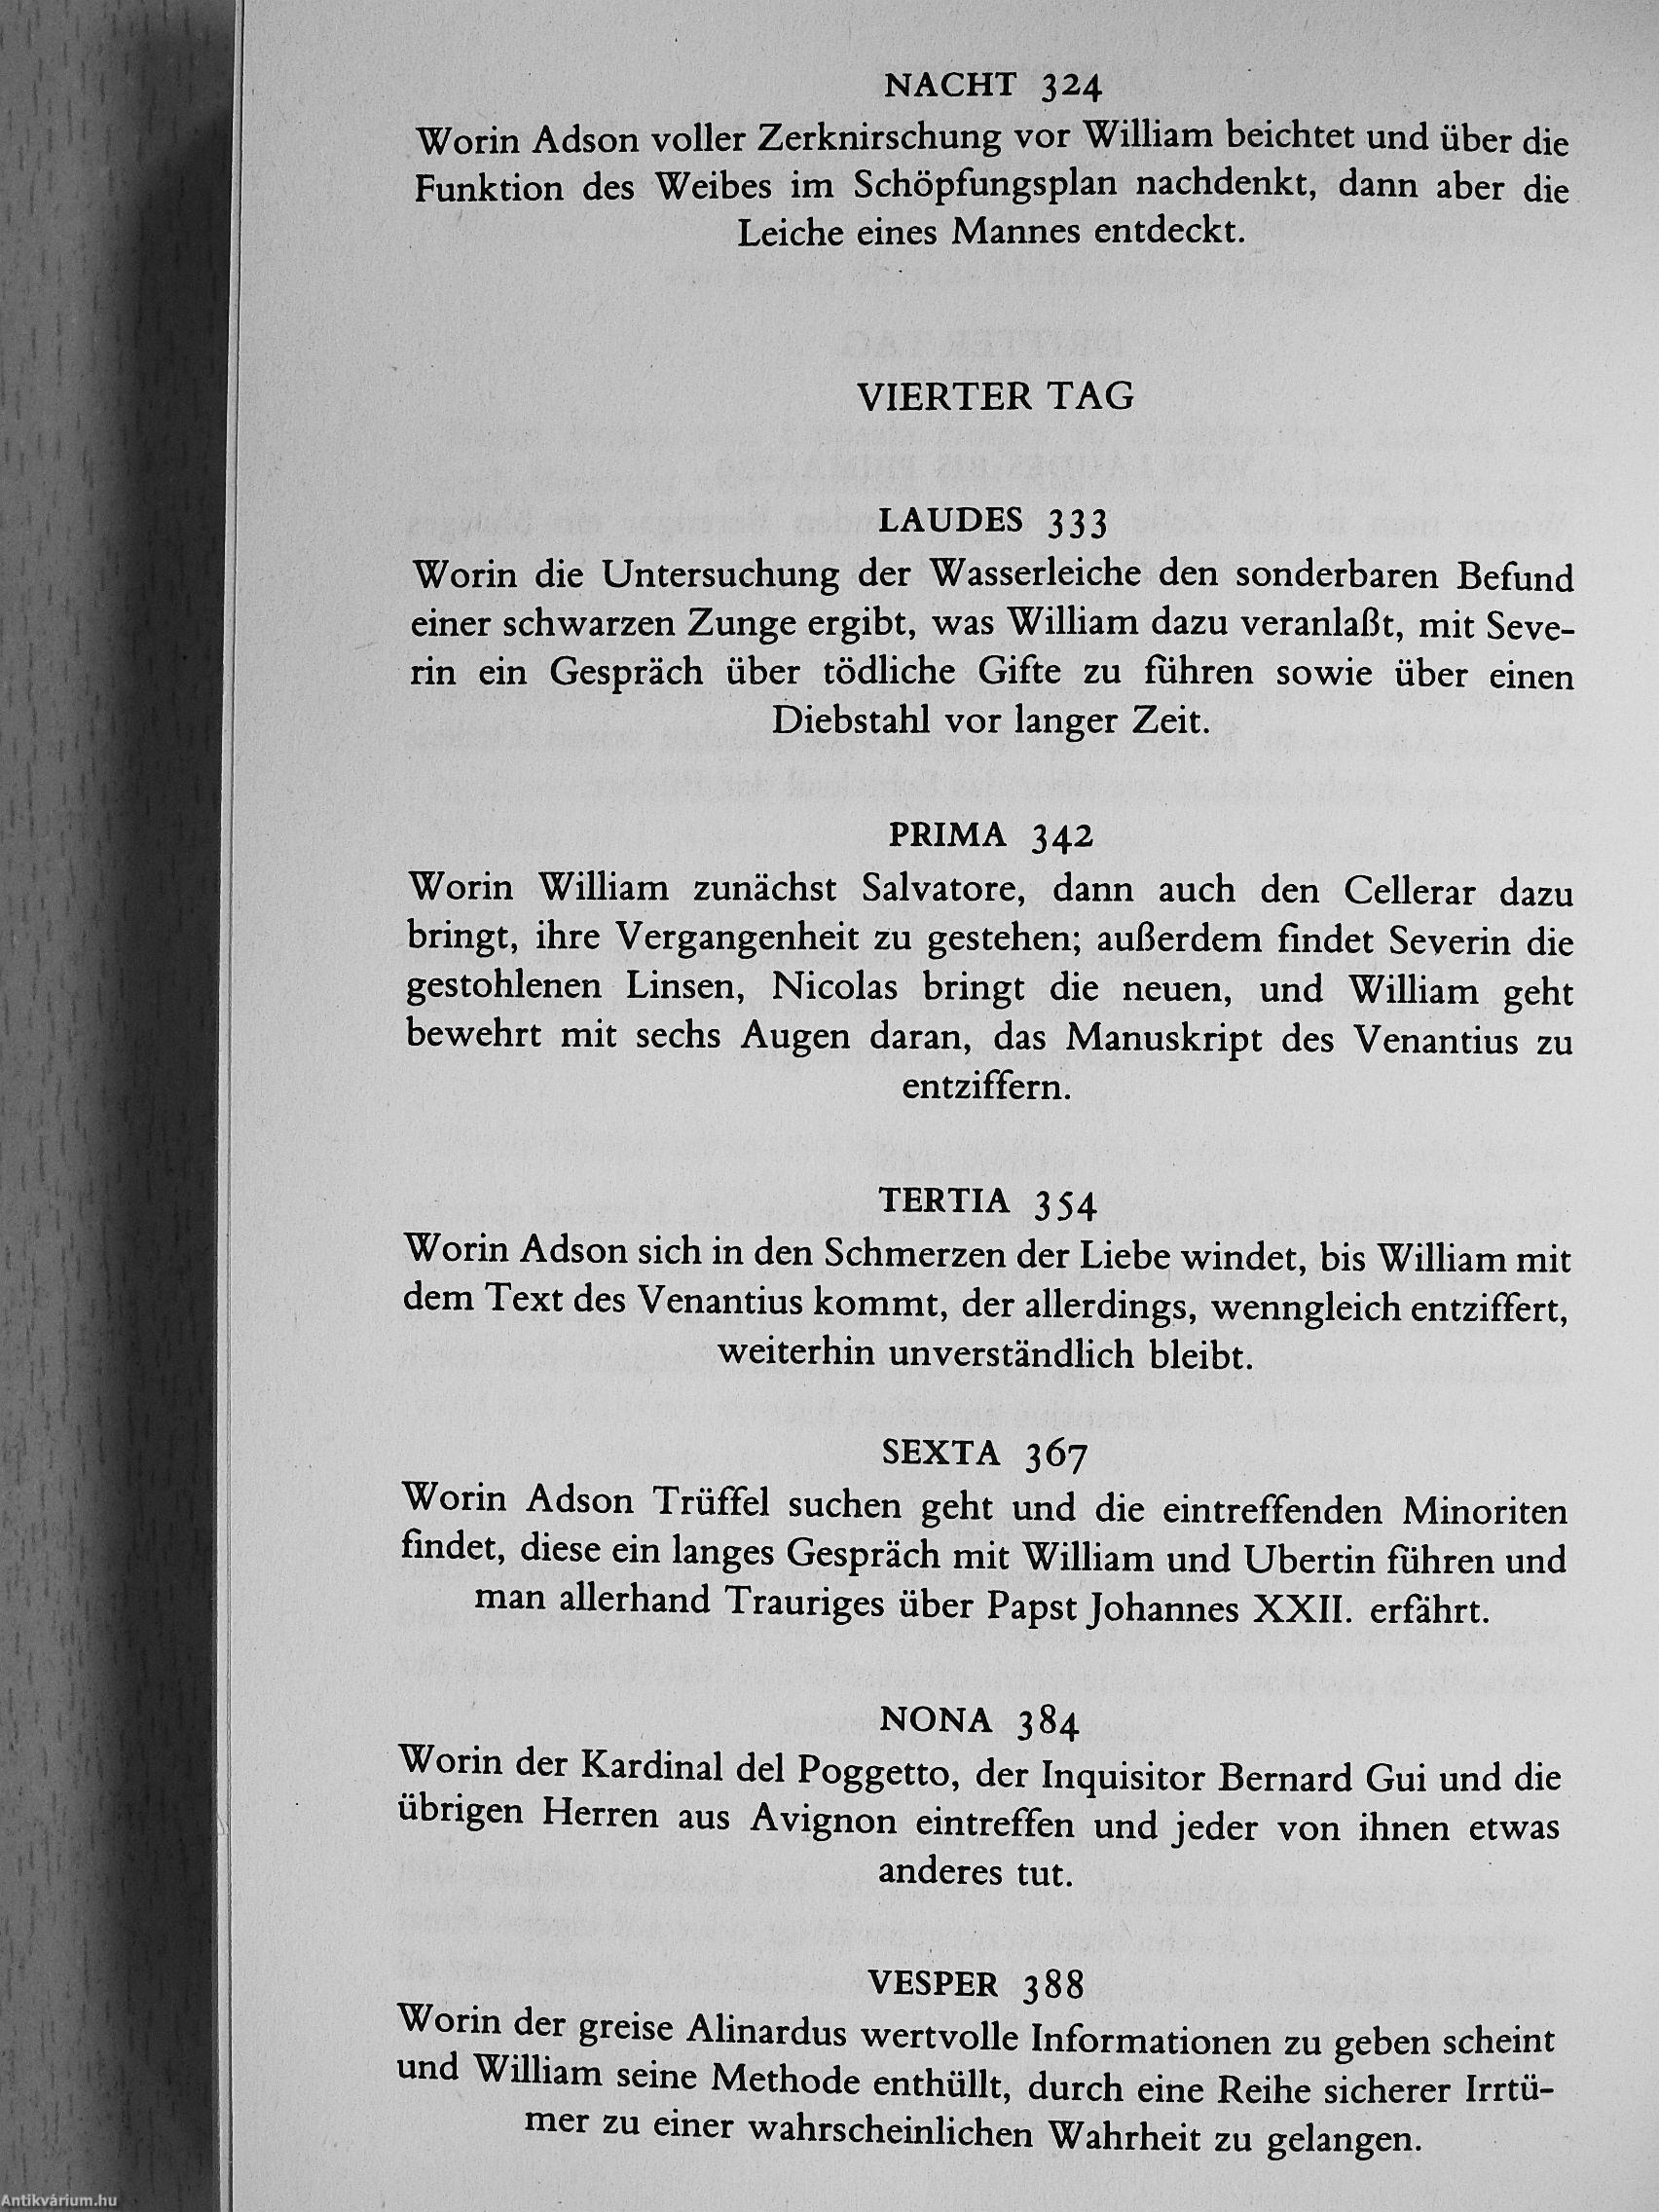 NACHT 324
Worin Adson voller Zerknirschung vor William beichtet und über die
Funktion des Weibes im Schöpfungsplan nachdenkt, dann aber die
Leiche eines Mannes entdeckt.
VIERTER TAG
LAUDES 333
Worin die Untersuchung der Wasserleiche den sonderbaren Befund
einer schwarzen Zunge ergibt, was William dazu veranlaßt, mit Seve-
rin ein Gespräch über tödliche Gifte zu führen sowie über einen
Diebstahl vor langer Zeit.
PRIMA 342
Worin William zunächst Salvatore, dann auch den Cellerar dazu
bringt, ihre Vergangenheit zu gestehen; außerdem findet Severin die
gestohlenen Linsen, Nicolas bringt die neuen, und William geht
bewehrt mit sechs Augen daran, das Manuskript des Venantius zu
entziffern.
TERTIA 354
Worin Adson sich in den Schmerzen der Liebe windet, bis William mit
dem Text des Venantius kommt, der allerdings, wenngleich entziffert,
weiterhin unverständlich bleibt.
SEXTA 367
Worin Adson Trüffel suchen geht und die eintreffenden Minoriten
findet, diese ein langes Gespräch mit William und Ubertin führen und
man allerhand Trauriges über Papst Johannes XXII. erfährt.
NONA 384
Worin der Kardinal del Poggetto, der Inquisitor Bernard Gui und die
übrigen Herren aus Avignon eintreffen und jeder von ihnen etwas
anderes tut.
VESPER 388
Worin der greise Alinardus wertvolle Informationen zu geben scheint
und William seine Methode enthüllt, durch eine Reihe sicherer Irrtü-
mer zu einer wahrscheinlichen Wahrheit zu gelangen.
Antikvárium.hu